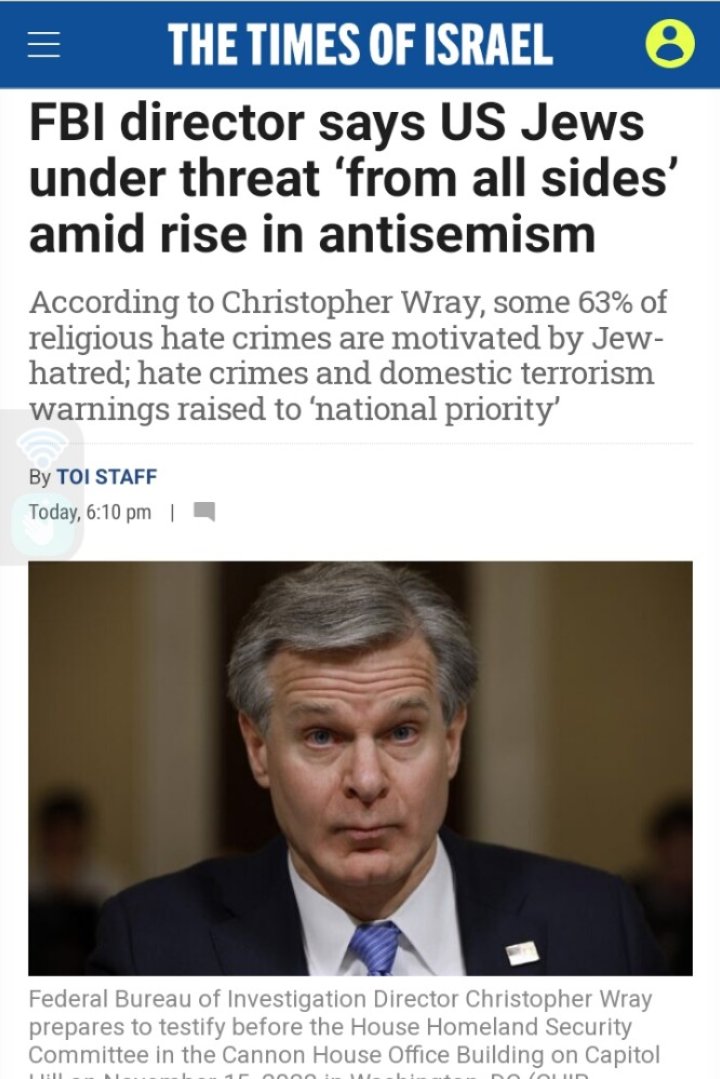 THE TIMES OF ISRAEL
FBI director says US Jews
under threat ‘from all sides’
amid rise in antisemism
According to Christopher Wray, some 63% of
religious hate crimes are motivated by Jew-
hatred; hate crimes and domestic terrorism
warnings raised to ‘national priority’
By TOI STAFF
Today, 6:10 pm |
Federal Bureau of Investigation Director Christopher Wray
prepares to testify before the House Homeland Security
Committee in the Cannon House Office Building on Capitol